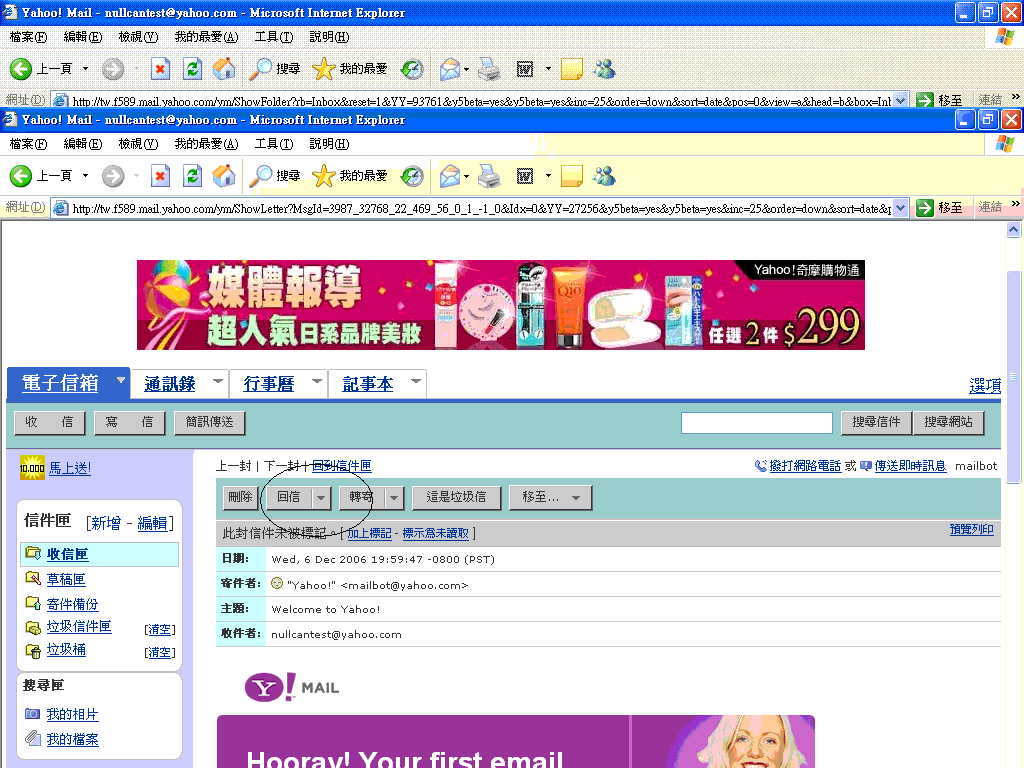 Yahoo! Mail - nullcantest@yahoo.com - Microsoft Internet Explorer
檔案(F) 編輯(E) 檢視(V) 我的最愛(A) 工具(T) 說明(H)
上一頁 搜尋 我的最愛
網址(D) http://tw.f589.mail.yahoo.com/ym/ShowFolder?rb=Inbox&reset=1&YY=93761&y5beta=yes&y5beta=yes&inc=25&order=down&sort=date&pos=0&view=a&head=b&box=Inl 移至 連結 »
Yahoo! Mail - nullcantest@yahoo.com - Microsoft Internet Explorer
檔案(F) 編輯(E) 檢視(V) 我的最愛(A) 工具(T) 說明(H)
上一頁 搜尋 我的最愛
網址(D) http://tw.f589.mail.yahoo.com/ym/ShowLetter?MsgId=3987_32768_22_469_56_0_1_-1_0&Idx=0&YY=27256&y5beta=yes&y5beta=yes&inc=25&order=down&sort=date&p 移至 連結 »
Yahoo!奇摩購物通
媒體報導
超人氣日系品牌美妝
Q10
任選2件$299
電子信箱 通訊錄 行事曆 記事本 選項
收 信 寫 信 簡訊傳送 搜尋信件 搜尋網站
10,000 馬上送!
上一封 | 下一封 | 回到信件匣 撥打網路電話 或 傳送即時訊息 mailbot
刪除 回信 轉寄 這是垃圾信 移至...
此封信件未被標記。[ 加上標記 - 標示為未讀取 ] 預覽列印
信件匣 [新增 - 編輯]
收信匣
草稿匣
寄件備份
垃圾信件匣 [清空]
垃圾桶 [清空]
搜尋匣
我的相片
我的檔案
日期: Wed, 6 Dec 2006 19:59:47 -0800 (PST)
寄件者: "Yahoo!" <mailbot@yahoo.com>
主題: Welcome to Yahoo!
收件者: nullcantest@yahoo.com
Y! MAIL
Hooray! Your first email